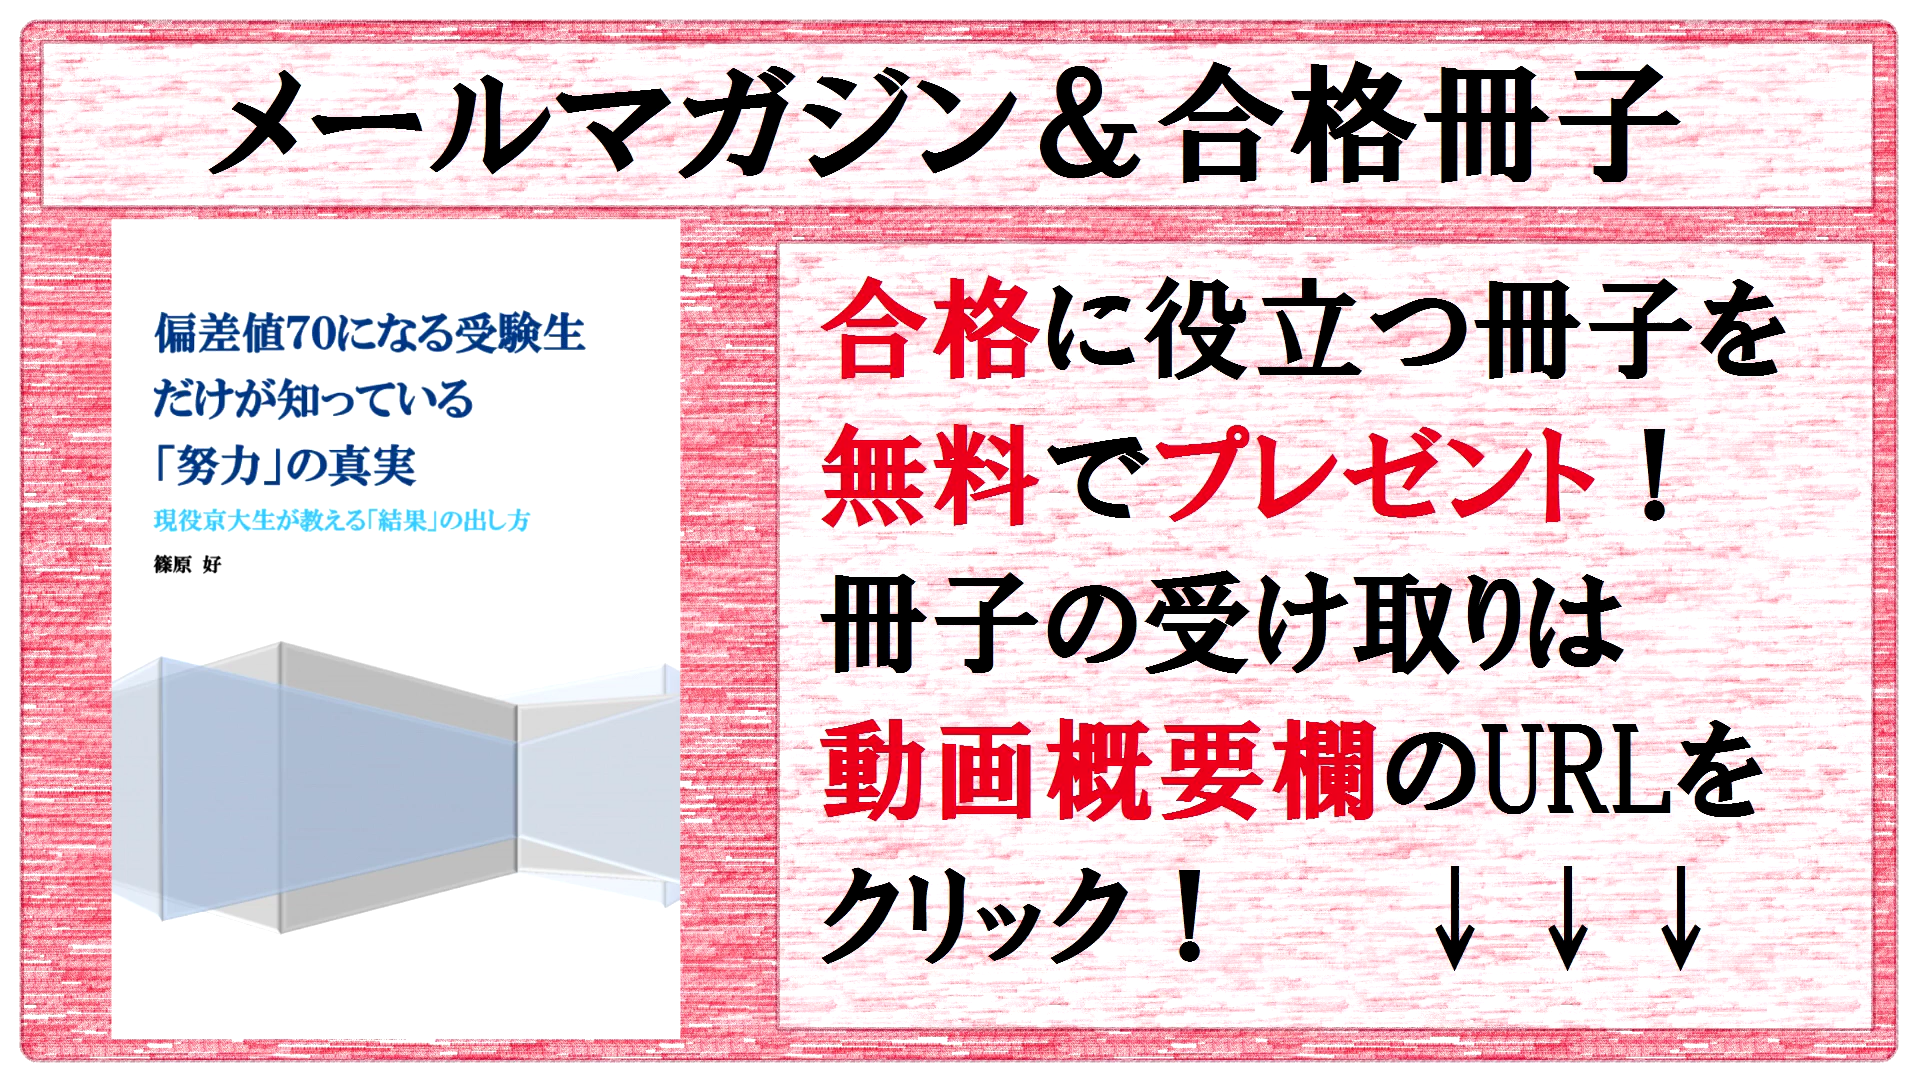 メールマガジン＆合格冊子
偏差値70になる受験生
だけが知っている
「努力」の真実
現役京大生が教える「結果」の出し方
篠原 好
合格に役立つ冊子を
無料でプレゼント！
冊子の受け取りは
動画概要欄のURLを
クリック！　　↓↓↓